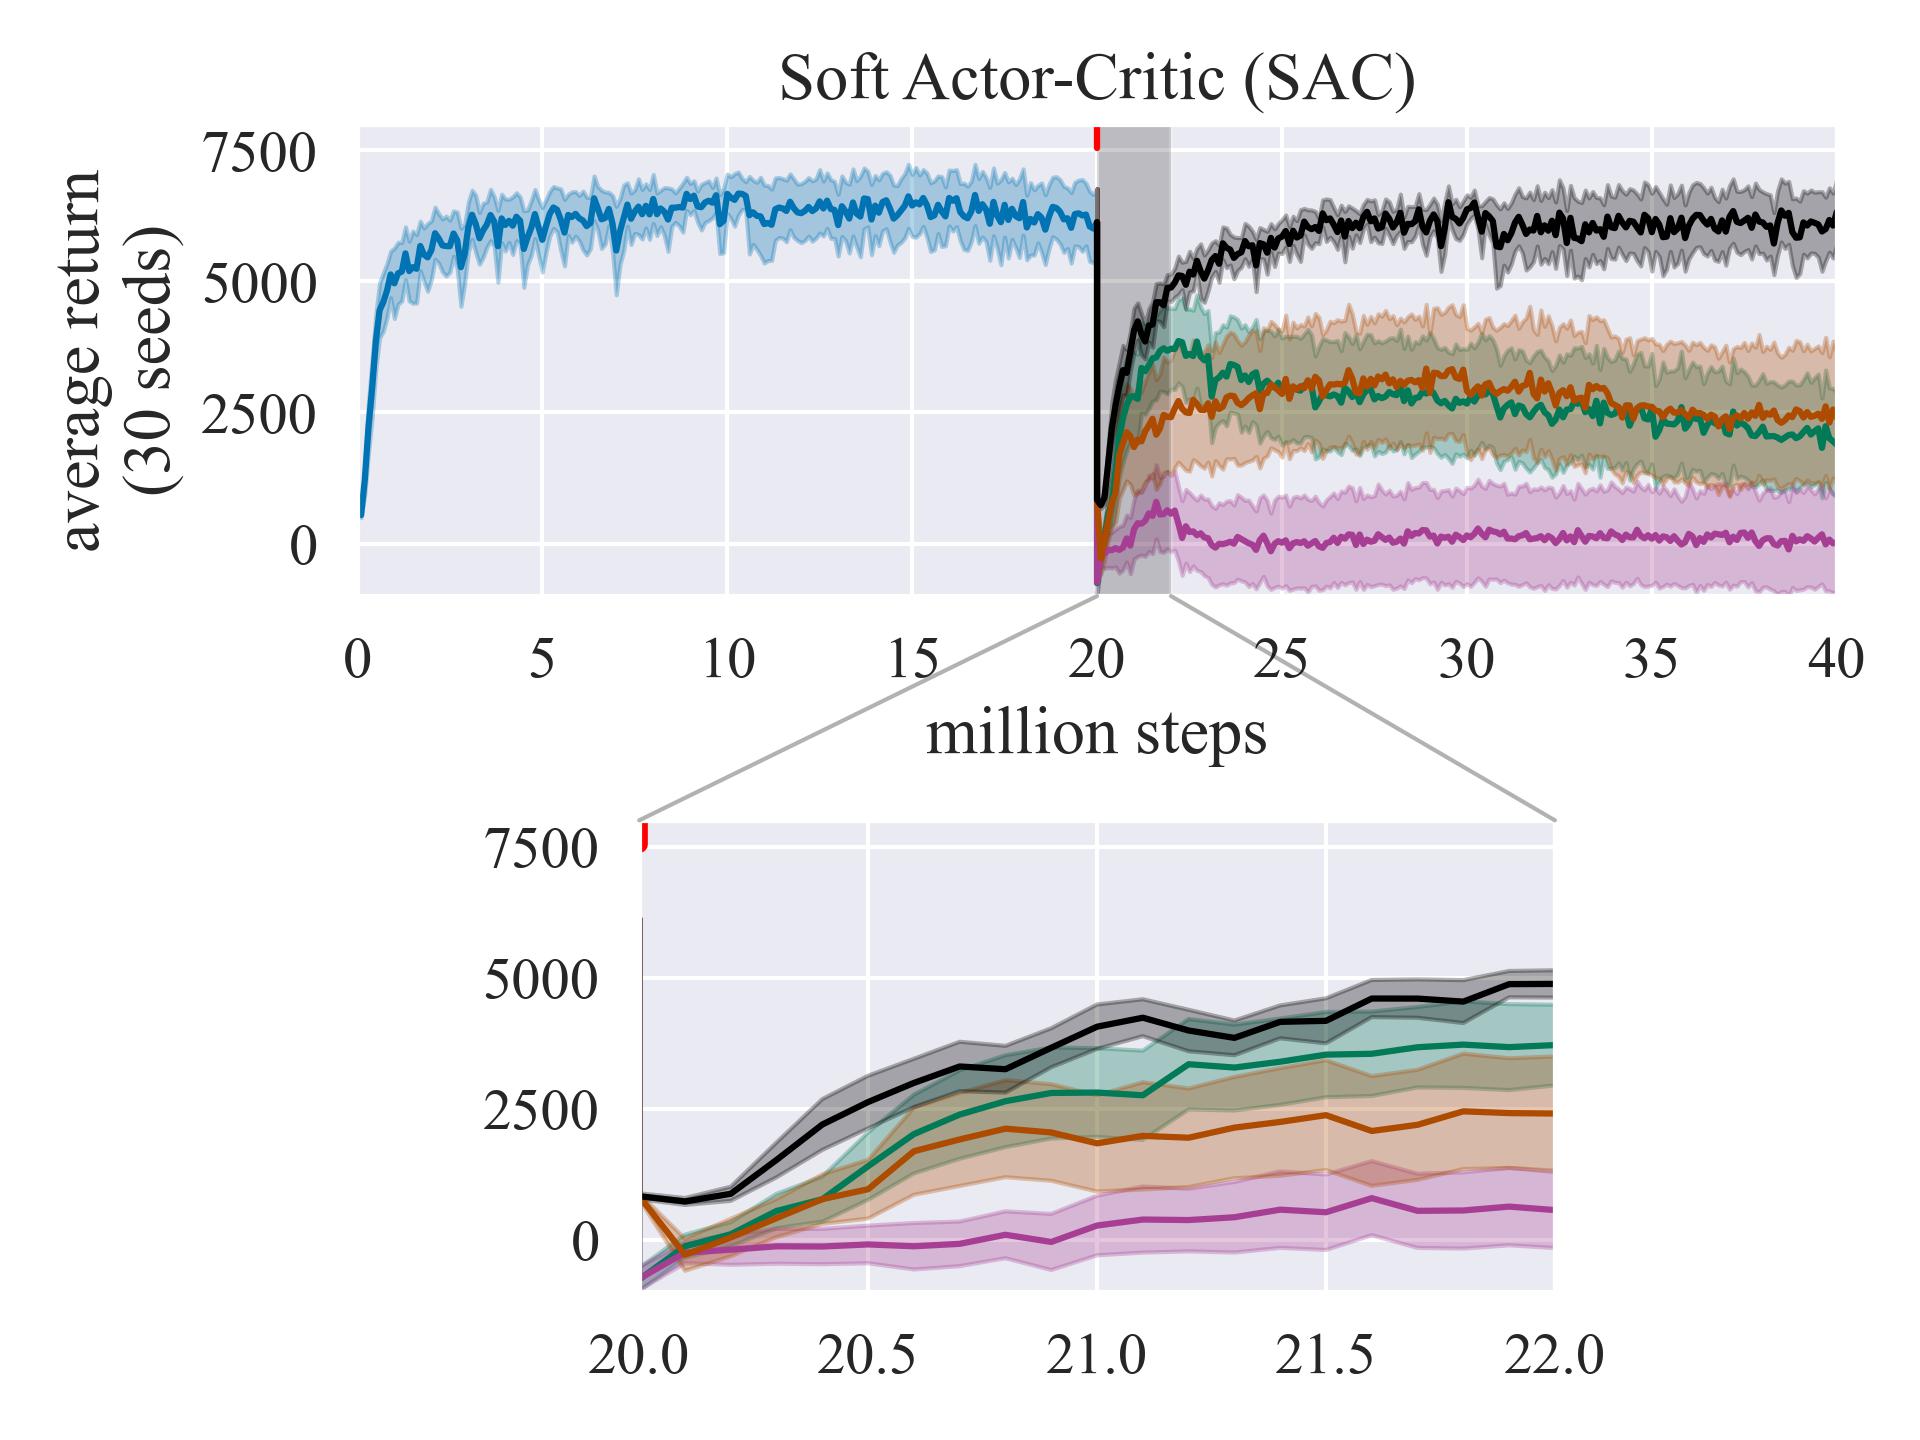 Soft Actor-Critic (SAC)
average return
(30 seeds)
7500
5000
2500
0
0 5 10 15 20 25 30 35 40
million steps
7500
5000
2500
0
20.0 20.5 21.0 21.5 22.0